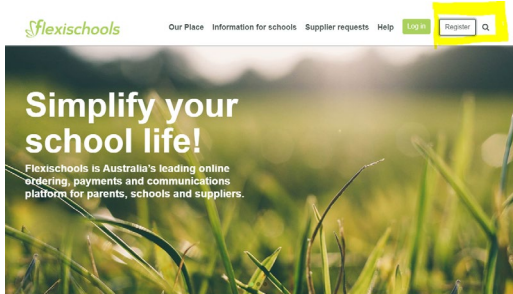 flexischools
Our Place Information for schools Supplier requests Help Log in Register
Simplify your
school life!
Flexischools is Australia's leading online
ordering, payments and communications
platform for parents, schools and suppliers.